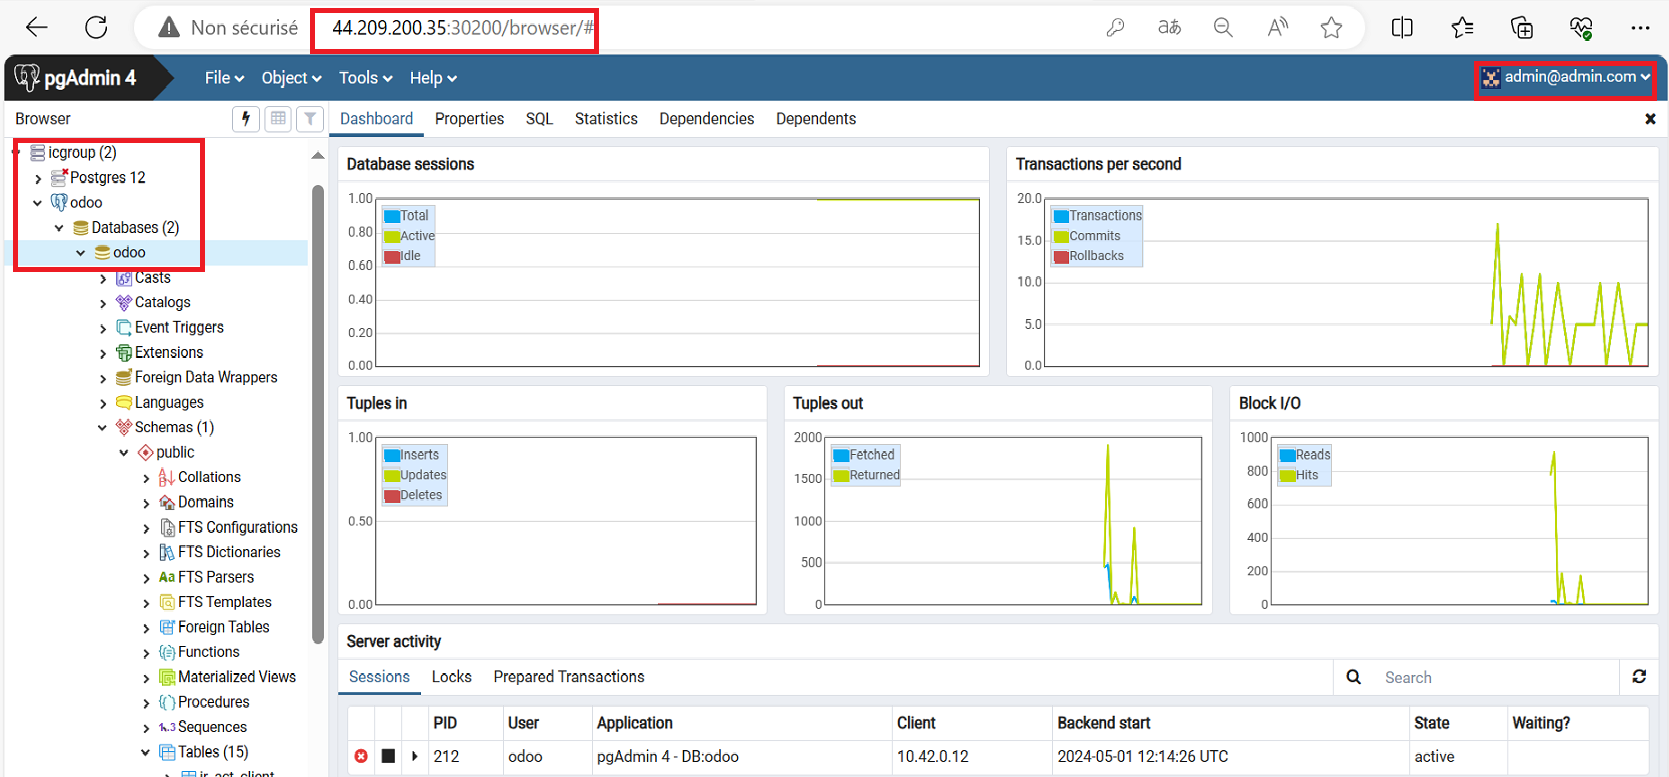 Non sécurisé 44.209.200.35:30200/browser/#
pgAdmin 4 File Object Tools Help admin@admin.com
Browser
Dashboard Properties SQL Statistics Dependencies Dependents
icgroup (2)
Postgres 12
odoo
Databases (2)
odoo
Casts
Catalogs
Event Triggers
Extensions
Foreign Data Wrappers
Languages
Schemas (1)
public
Collations
Domains
FTS Configurations
FTS Dictionaries
Aa FTS Parsers
FTS Templates
Foreign Tables
Functions
Materialized Views
Procedures
1..3 Sequences
Tables (15)
ir_act_client
Database sessions
1.00
0.80
0.60
0.40
0.20
0.00
Total
Active
Idle
Transactions per second
20.0
15.0
10.0
5.0
0.0
Transactions
Commits
Rollbacks
Tuples in
1.00
0.50
0.00
Inserts
Updates
Deletes
Tuples out
2000
1500
1000
500
0
Fetched
Returned
Block I/O
1000
800
600
400
200
0
Reads
Hits
Server activity
Sessions Locks Prepared Transactions Search
PID User Application Client Backend start State Waiting?
212 odoo pgAdmin 4 - DB:odoo 10.42.0.12 2024-05-01 12:14:26 UTC active